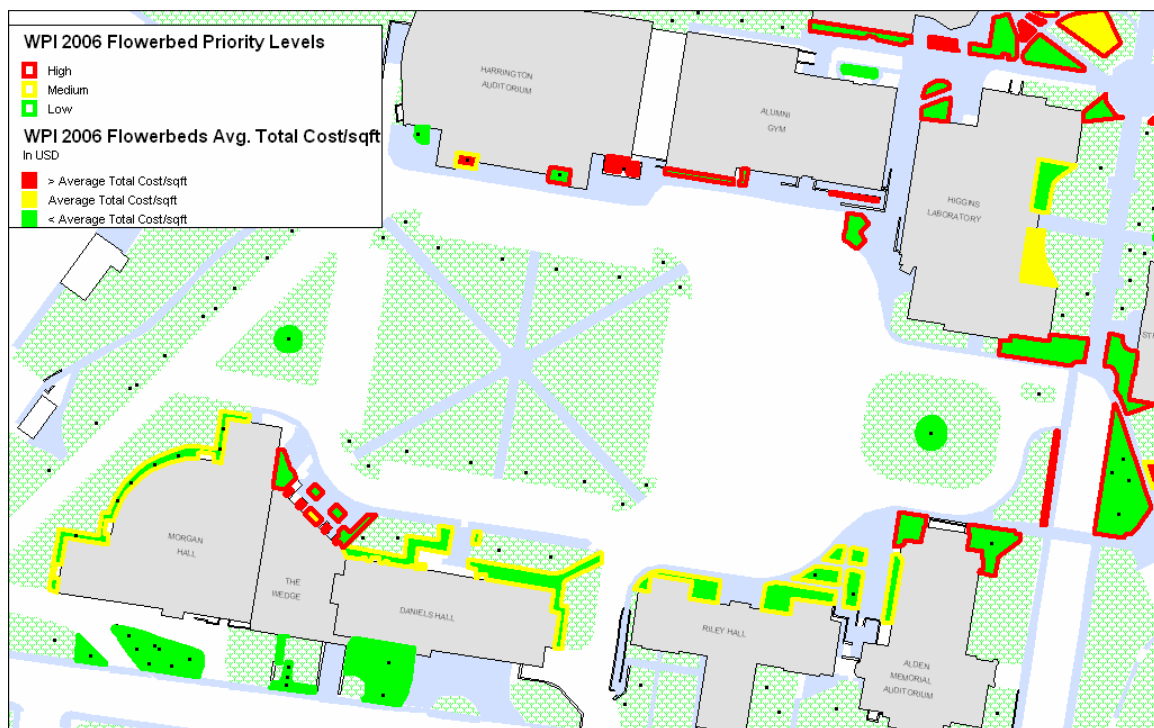 WPI 2006 Flowerbed Priority Levels
High
Medium
Low
WPI 2006 Flowerbeds Avg. Total Cost/sqft
In USD
> Average Total Cost/sqft
Average Total Cost/sqft
< Average Total Cost/sqft
HARRINGTON
AUDITORIUM
ALUMNI
GYM
HIGGINS
LABORATORY
MORGAN
HALL
THE
WEDGE
DANIELS HALL
RILEY HALL
ALDEN
MEMORIAL
AUDITORIUM